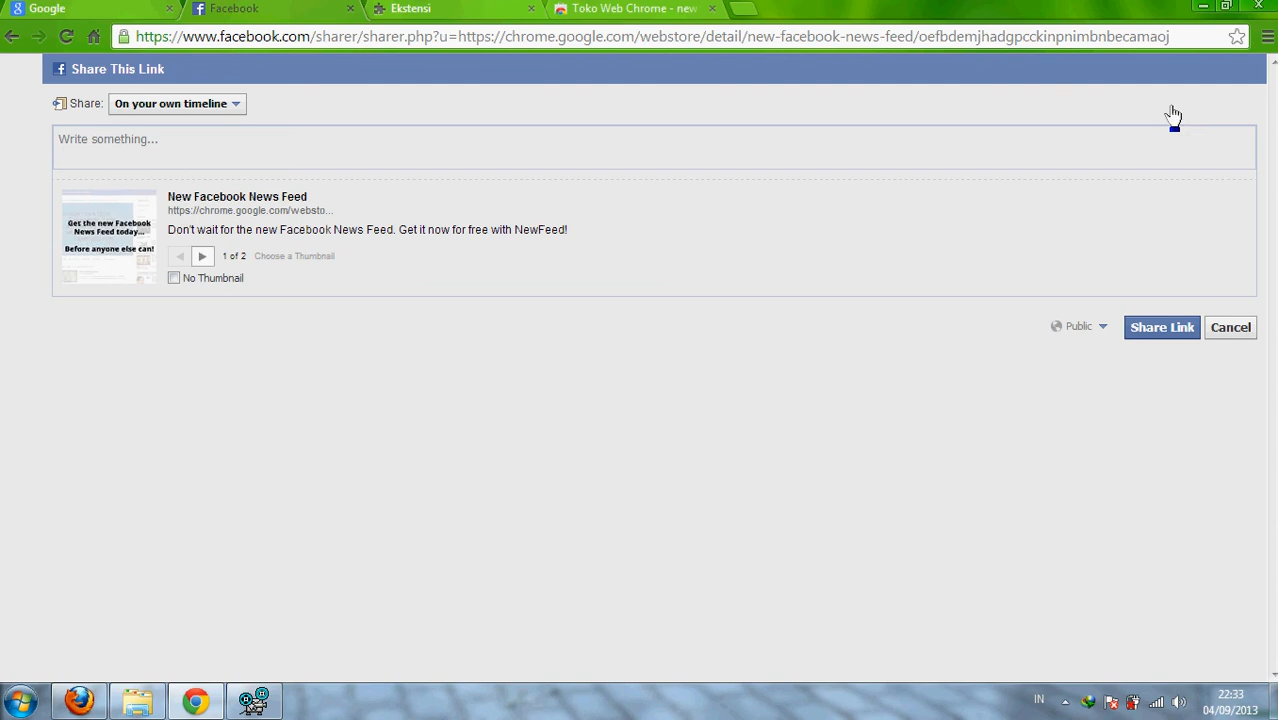 Google
Facebook
Ekstensi
Toko Web Chrome - new
https://www.facebook.com/sharer/sharer.php?u=https://chrome.google.com/webstore/detail/new-facebook-news-feed/oefbdemjhadgpcckinpnimbnbecamaoj
Share This Link
Share: On your own timeline
Write something...
Get the new Facebook
News Feed today...
Before anyone else can!
New Facebook News Feed
https://chrome.google.com/websto...
Don't wait for the new Facebook News Feed. Get it now for free with NewFeed!
1 of 2 Choose a Thumbnail
No Thumbnail
Public Share Link Cancel
IN
22:33
04/09/2013